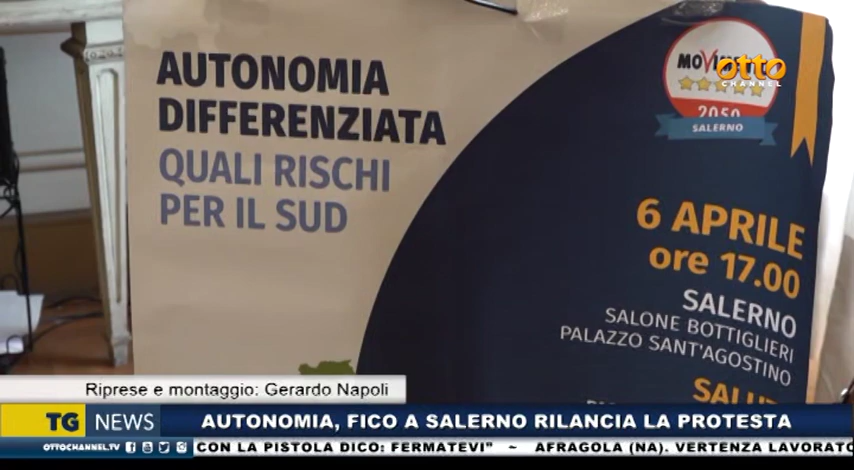 AUTONOMIA
DIFFERENZIATA
QUALI RISCHI
PER IL SUD
otto
CHANNEL
2050
SALERNO
6 APRILE
ore 17.00
SALERNO
SALONE BOTTIGLIERI
PALAZZO SANT'AGOSTINO
Riprese e montaggio: Gerardo Napoli
TG NEWS
AUTONOMIA, FICO A SALERNO RILANCIA LA PROTESTA
OTTOCHANNEL.TV
CON LA PISTOLA DICO: FERMATEVI" ~ AFRAGOLA (NA). VERTENZA LAVORATO